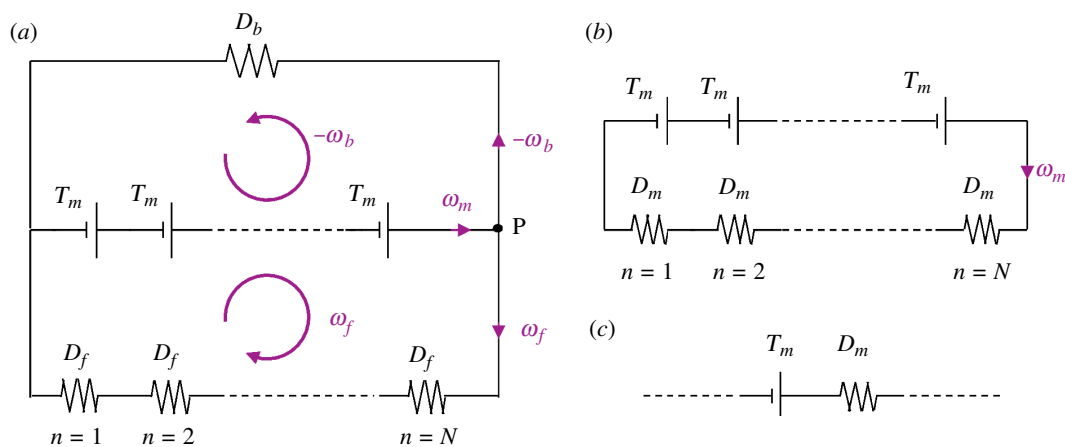 (a)
D_b
−ω_b
−ω_b
T_m T_m T_m
ω_m
P
ω_f
ω_f
D_f D_f D_f
n = 1 n = 2 n = N
(b)
T_m T_m T_m
ω_m
D_m D_m D_m
n = 1 n = 2 n = N
(c)
T_m D_m